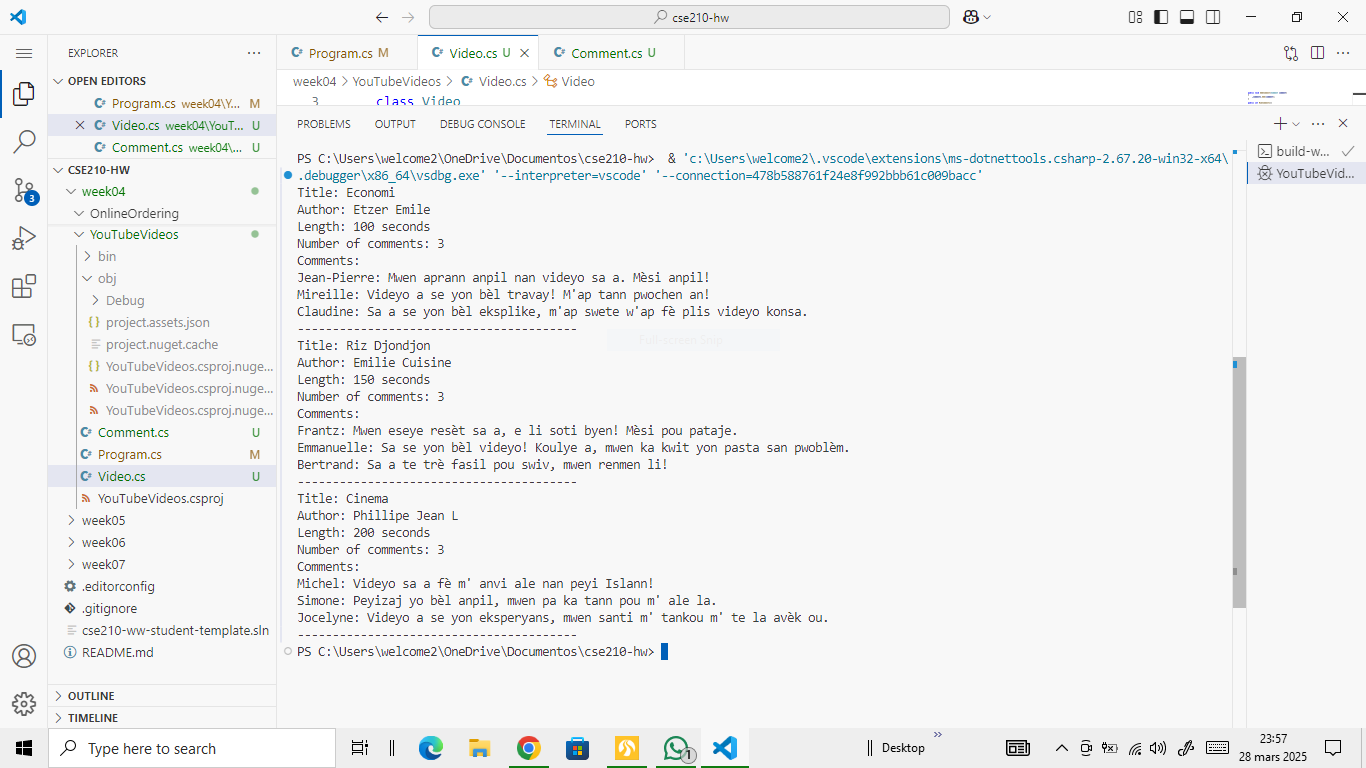 cse210-hw
EXPLORER
OPEN EDITORS
Program.cs week04\Y... M
Video.cs week04\YouT... U
Comment.cs week04\... U
CSE210-HW
week04
OnlineOrdering
YouTubeVideos
bin
obj
Debug
project.assets.json
project.nuget.cache
YouTubeVideos.csproj.nuge...
YouTubeVideos.csproj.nuge...
YouTubeVideos.csproj.nuge...
Comment.cs U
Program.cs M
Video.cs U
YouTubeVideos.csproj
week05
week06
week07
.editorconfig
.gitignore
cse210-ww-student-template.sln
README.md
OUTLINE
TIMELINE
3
Program.cs M
Video.cs U
Comment.cs U
week04 > YouTubeVideos > Video.cs > Video
3 class Video
PROBLEMS OUTPUT DEBUG CONSOLE TERMINAL PORTS
PS C:\Users\welcome2\OneDrive\Documentos\cse210-hw> & 'c:\Users\welcome2\.vscode\extensions\ms-dotnettools.csharp-2.67.20-win32-x64\
.debugger\x86_64\vsdbg.exe' '--interpreter=vscode' '--connection=478b588761f24e8f992bbb61c009bacc'
Title: Economi
Author: Etzer Emile
Length: 100 seconds
Number of comments: 3
Comments:
Jean-Pierre: Mwen aprann anpil nan videyo sa a. Mèsi anpil!
Mireille: Videyo a se yon bèl travay! M'ap tann pwochen an!
Claudine: Sa a se yon bèl eksplike, m'ap swete w'ap fè plis videyo konsa.
----------------------------------------
Title: Riz Djondjon
Author: Emilie Cuisine
Length: 150 seconds
Number of comments: 3
Comments:
Frantz: Mwen eseye resèt sa a, e li soti byen! Mèsi pou pataje.
Emmanuelle: Sa se yon bèl videyo! Koulye a, mwen ka kwit yon pasta san pwoblèm.
Bertrand: Sa a te trè fasil pou swiv, mwen renmen li!
----------------------------------------
Title: Cinema
Author: Phillipe Jean L
Length: 200 seconds
Number of comments: 3
Comments:
Michel: Videyo sa a fè m' anvi ale nan peyi Islann!
Simone: Peyizaj yo bèl anpil, mwen pa ka tann pou m' ale la.
Jocelyne: Videyo a se yon eksperyans, mwen santi m' tankou m' te la avèk ou.
----------------------------------------
PS C:\Users\welcome2\OneDrive\Documentos\cse210-hw>
build-w...
YouTubeVid...
Type here to search
1
Desktop
23:57
28 mars 2025